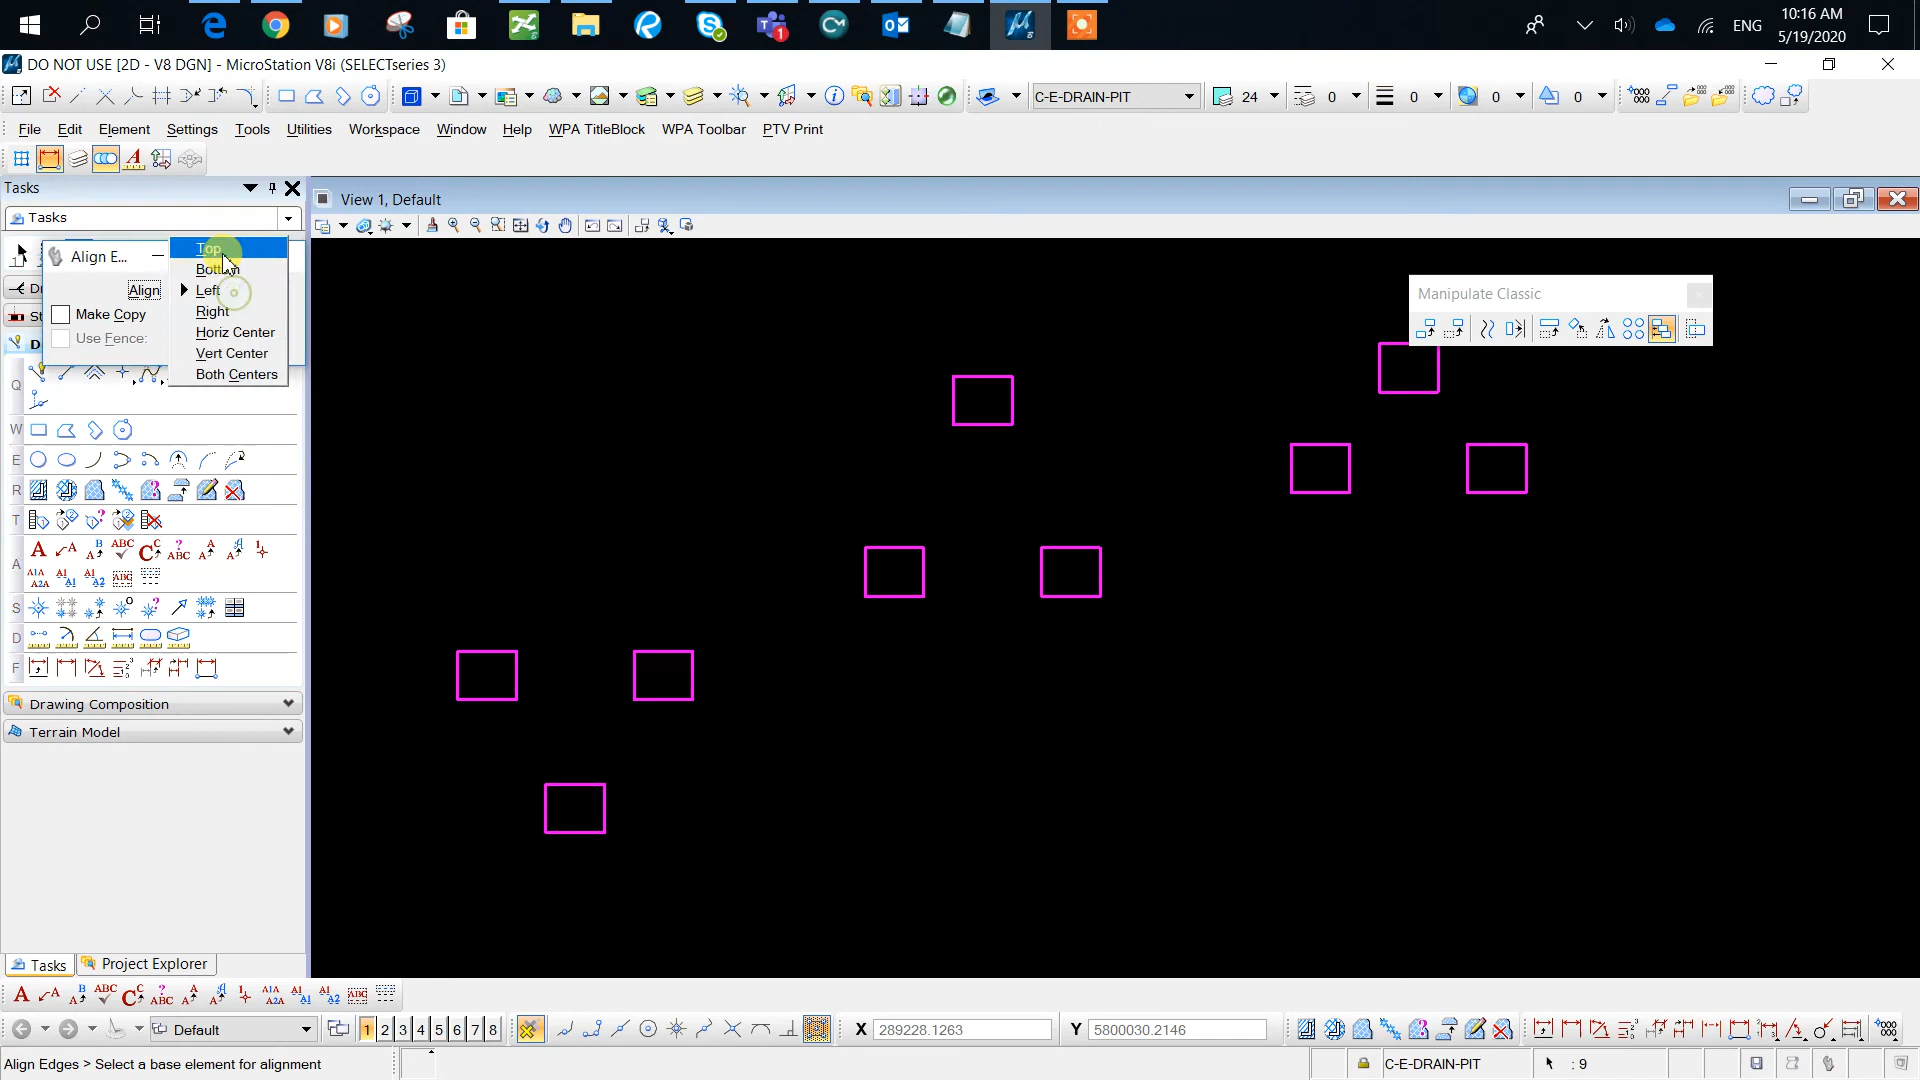 ENG
10:16 AM
5/19/2020
1
DO NOT USE [2D - V8 DGN] - MicroStation V8i (SELECTseries 3)
C-E-DRAIN-PIT
24
0
0
0
0
File Edit Element Settings Tools Utilities Workspace Window Help WPA TitleBlock WPA Toolbar PTV Print
Tasks
View 1, Default
Tasks
Align E...
Align
Make Copy
Use Fence:
Top
Bottom
Left
Right
Horiz Center
Vert Center
Both Centers
Manipulate Classic
Q
W
E
R
T
A
S
D
F
Drawing Composition
Terrain Model
Tasks
Project Explorer
Default
1 2 3 4 5 6 7 8
X 289228.1263
Y 5800030.2146
Align Edges > Select a base element for alignment
C-E-DRAIN-PIT
: 9